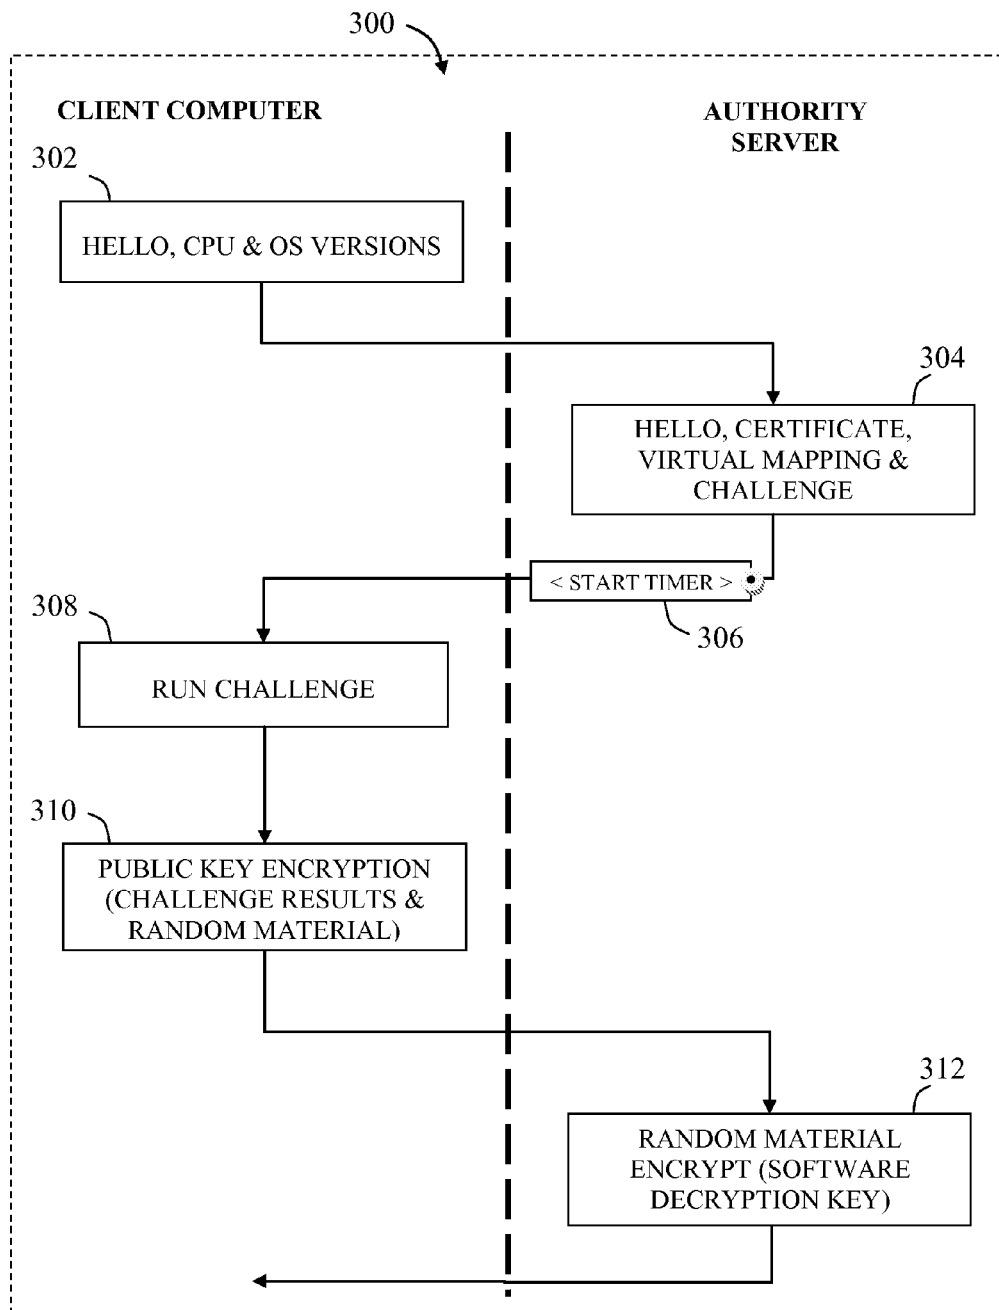 300
CLIENT COMPUTER
AUTHORITY
SERVER
302
HELLO, CPU & OS VERSIONS
304
HELLO, CERTIFICATE,
VIRTUAL MAPPING &
CHALLENGE
< START TIMER >
306
308
RUN CHALLENGE
310
PUBLIC KEY ENCRYPTION
(CHALLENGE RESULTS &
RANDOM MATERIAL)
312
RANDOM MATERIAL
ENCRYPT (SOFTWARE
DECRYPTION KEY)